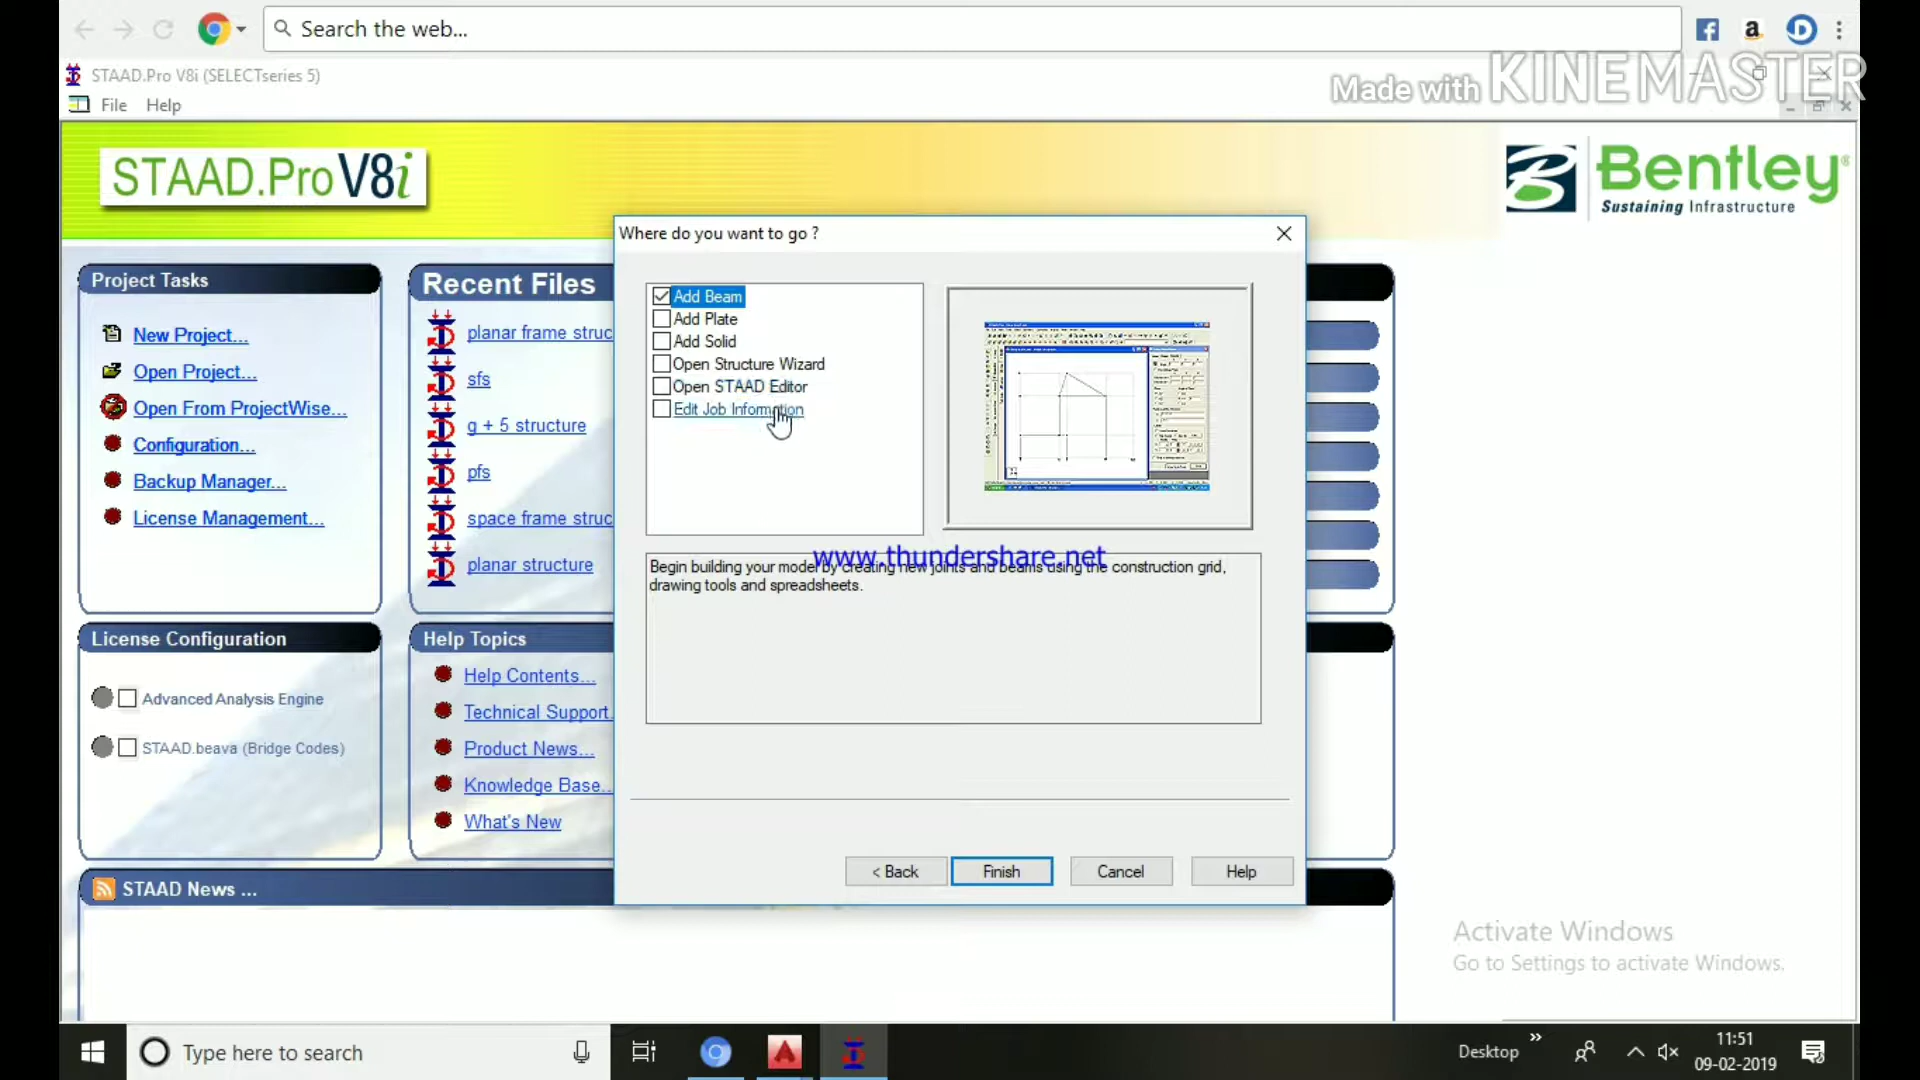 Search the web...
STAAD.Pro V8i (SELECTseries 5)
Made with KINEMASTER
File Help
STAAD.Pro V8i
Bentley®
Sustaining Infrastructure
Where do you want to go ?
Project Tasks
New Project...
Open Project...
Open From ProjectWise...
Configuration...
Backup Manager...
License Management...
Recent Files
planar frame struc
sfs
g + 5 structure
pfs
space frame struc
planar structure
Add Beam
Add Plate
Add Solid
Open Structure Wizard
Open STAAD Editor
Edit Job Information
www.thundershare.net
Begin building your model by creating new joints and beams using the construction grid,
drawing tools and spreadsheets.
License Configuration
Advanced Analysis Engine
STAAD.beava (Bridge Codes)
Help Topics
Help Contents...
Technical Support.
Product News...
Knowledge Base...
What's New
< Back
Finish
Cancel
Help
STAAD News ...
Activate Windows
Go to Settings to activate Windows.
Type here to search
Desktop
11:51
09-02-2019